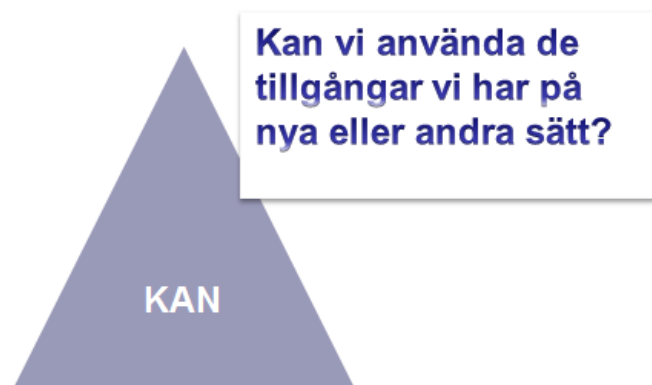 Kan vi använda de
tillgångar vi har på
nya eller andra sätt?
KAN